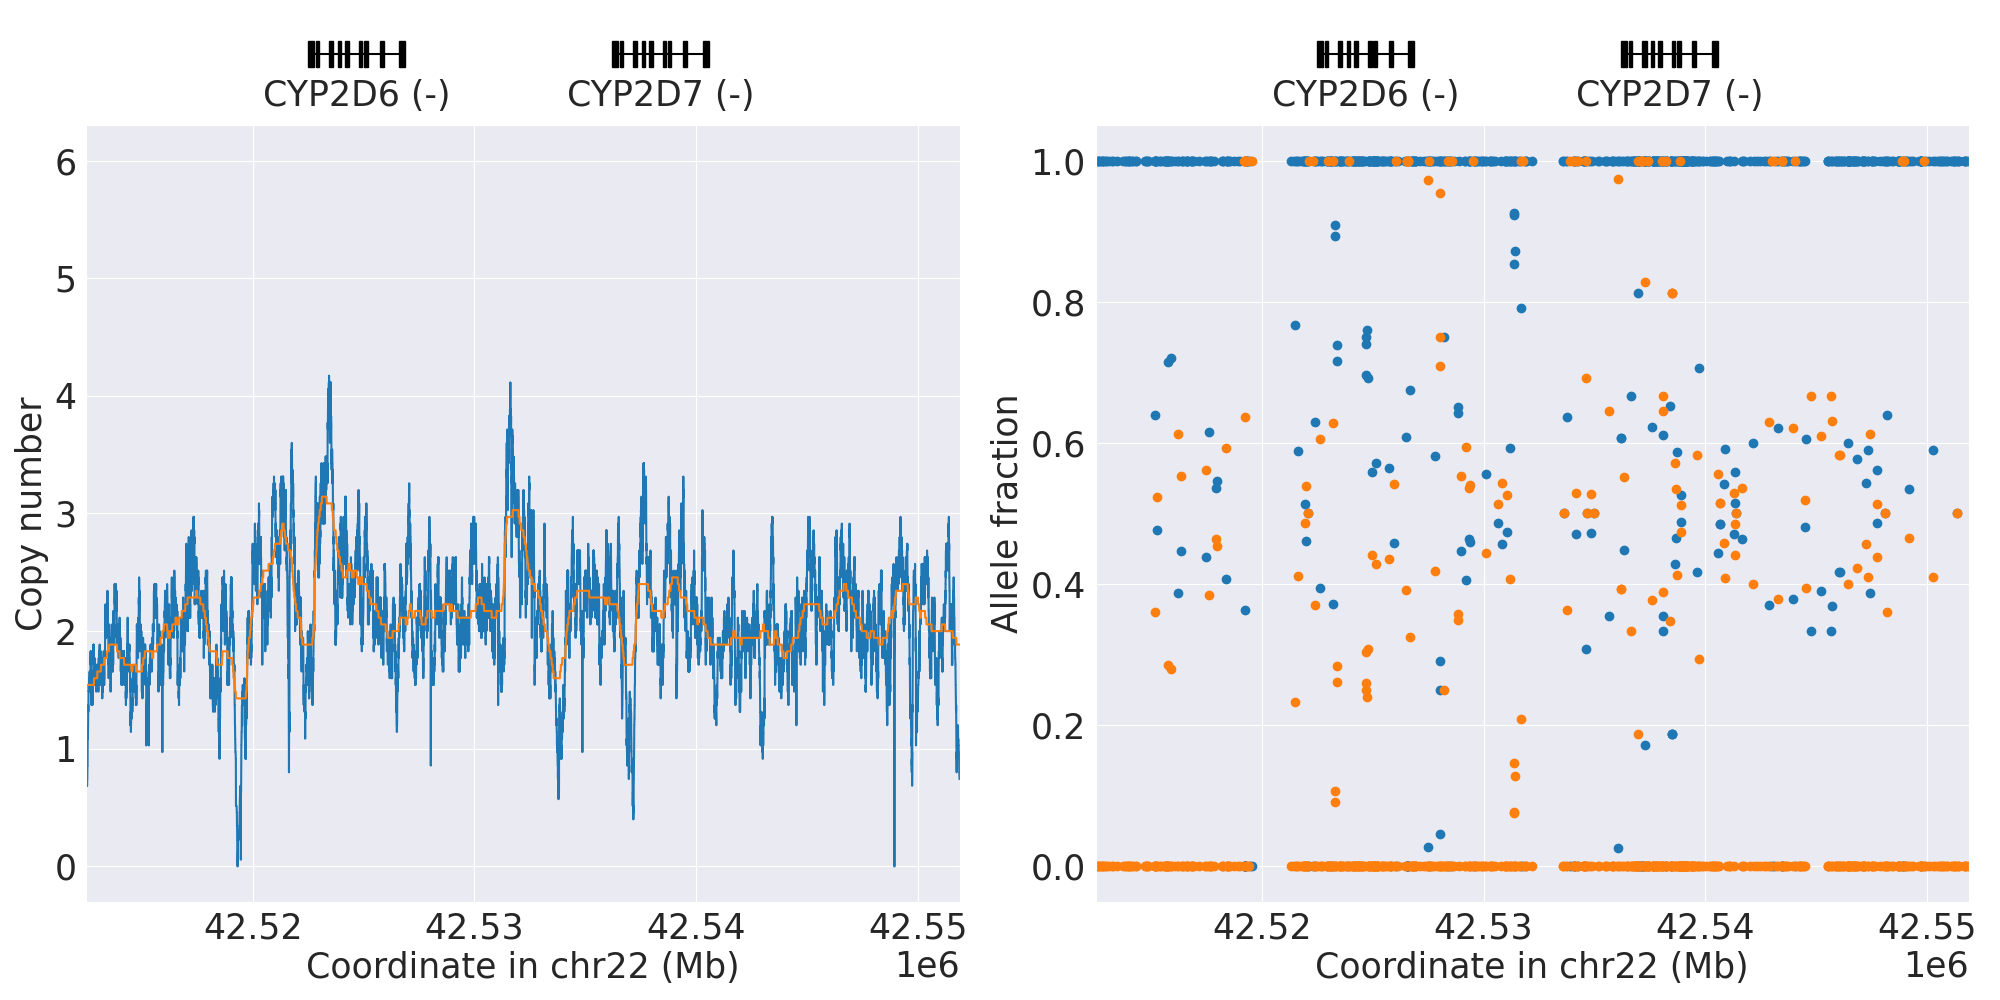 CYP2D6 (-) CYP2D7 (-)
6
5
4
3
2
1
0
Copy number
42.52 42.53 42.54 42.55
Coordinate in chr22 (Mb) 1e6
CYP2D6 (-) CYP2D7 (-)
1.0
0.8
0.6
0.4
0.2
0.0
Allele fraction
42.52 42.53 42.54 42.55
Coordinate in chr22 (Mb) 1e6